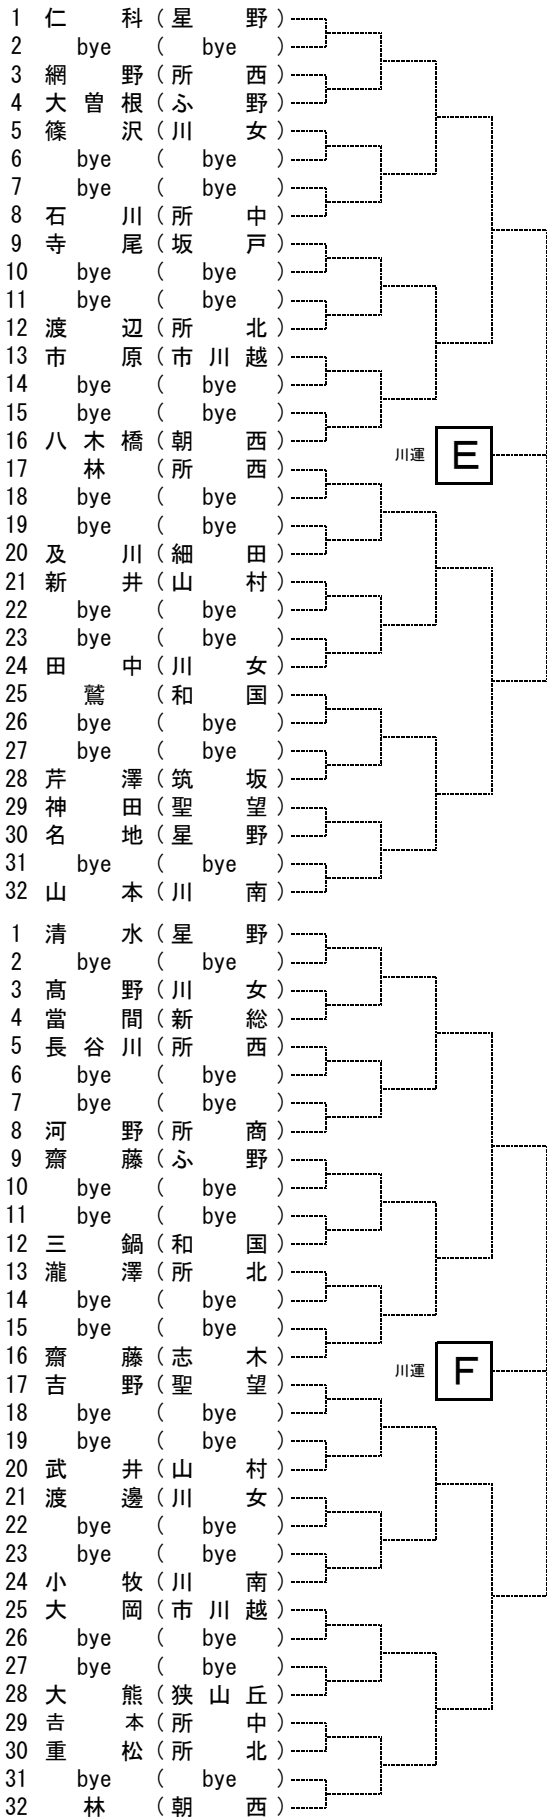 1 仁科(星野)
2 bye(bye)
3 網野(所西)
4 大曽根(ふ野)
5 篠沢(川女)
6 bye(bye)
7 bye(bye)
8 石川(所中)
9 寺尾(坂戸)
10 bye(bye)
11 bye(bye)
12 渡辺(所北)
13 市原(市川越)
14 bye(bye)
15 bye(bye)
16 八木橋(朝西)
川運 E
17 林(所西)
18 bye(bye)
19 bye(bye)
20 及川(細田)
21 新井(山村)
22 bye(bye)
23 bye(bye)
24 田中(川女)
25 鷲(和国)
26 bye(bye)
27 bye(bye)
28 芹澤(筑坂)
29 神田(聖望)
30 名地(星野)
31 bye(bye)
32 山本(川南)
1 清水(星野)
2 bye(bye)
3 髙野(川女)
4 當間(新総)
5 長谷川(所西)
6 bye(bye)
7 bye(bye)
8 河野(所商)
9 齋藤(ふ野)
10 bye(bye)
11 bye(bye)
12 三鍋(和国)
13 瀧澤(所北)
14 bye(bye)
15 bye(bye)
16 齋藤(志木)
川運 F
17 吉野(聖望)
18 bye(bye)
19 bye(bye)
20 武井(山村)
21 渡邊(川女)
22 bye(bye)
23 bye(bye)
24 小牧(川南)
25 大岡(市川越)
26 bye(bye)
27 bye(bye)
28 大熊(狭山丘)
29 𠮷本(所中)
30 重松(所北)
31 bye(bye)
32 林(朝西)